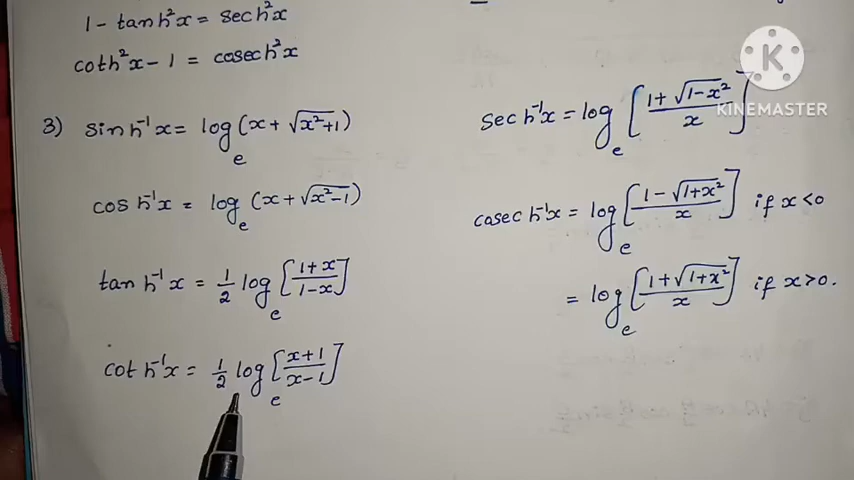 1 - tanh²x = sech²x
coth²x - 1 = cosech²x
3) sinh⁻¹x = logₑ(x + √(x²+1))
cosh⁻¹x = logₑ(x + √(x²-1))
tanh⁻¹x = 1/2 logₑ[(1+x)/(1-x)]
coth⁻¹x = 1/2 logₑ[(x+1)/(x-1)]
K
KINEMASTER
sech⁻¹x = logₑ[(1+√(1-x²))/x]
cosech⁻¹x = logₑ[(1-√(1+x²))/x] if x<0
= logₑ[(1+√(1+x²))/x] if x>0.